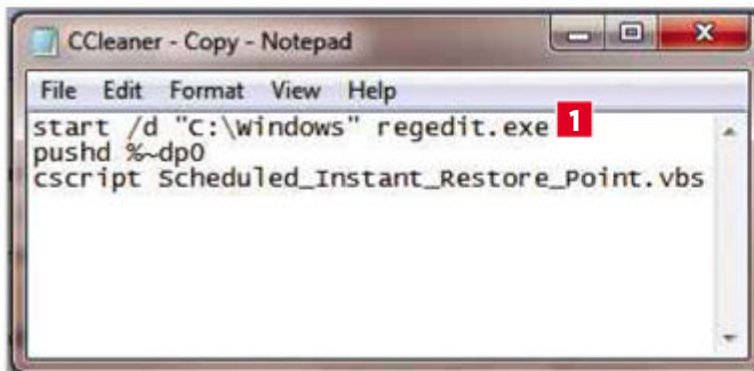 CCleaner - Copy - Notepad
File Edit Format View Help
start /d "C:\Windows" regedit.exe 1
pushd %~dp0
cscript Scheduled_Instant_Restore_Point.vbs